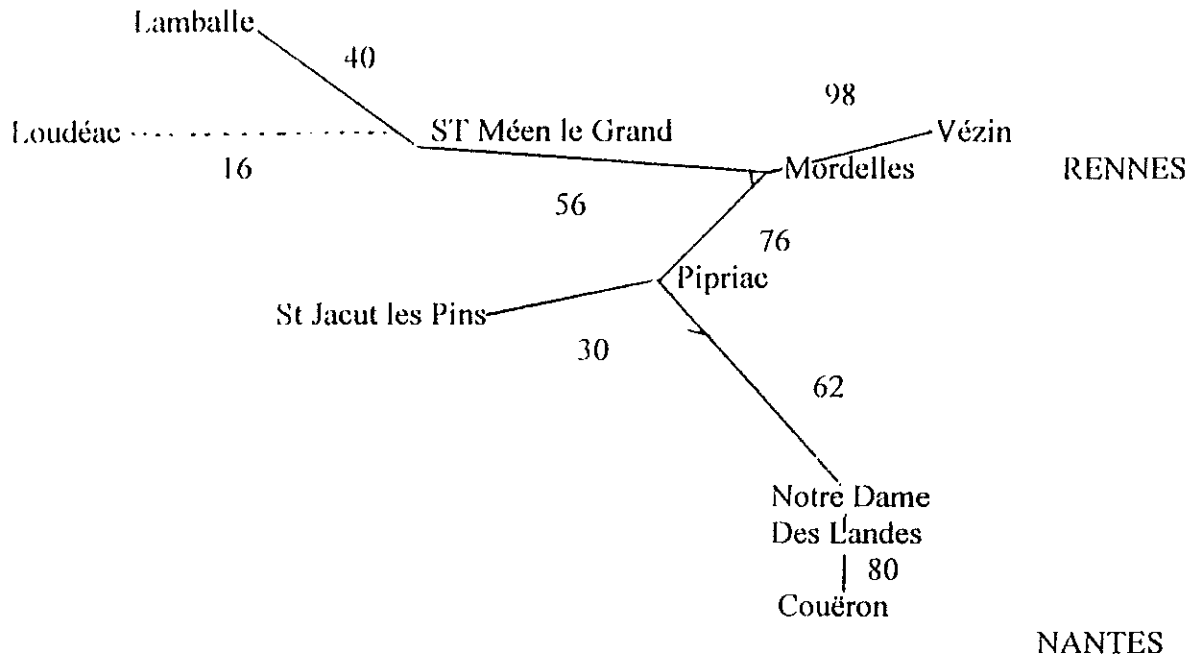 Lamballe
40
98
Loudéac
ST Méen le Grand
Vézin
16
Mordelles
RENNES
56
76
Pipriac
St Jacut les Pins
30
62
Notre Dame
Des Landes
80
Couëron
NANTES